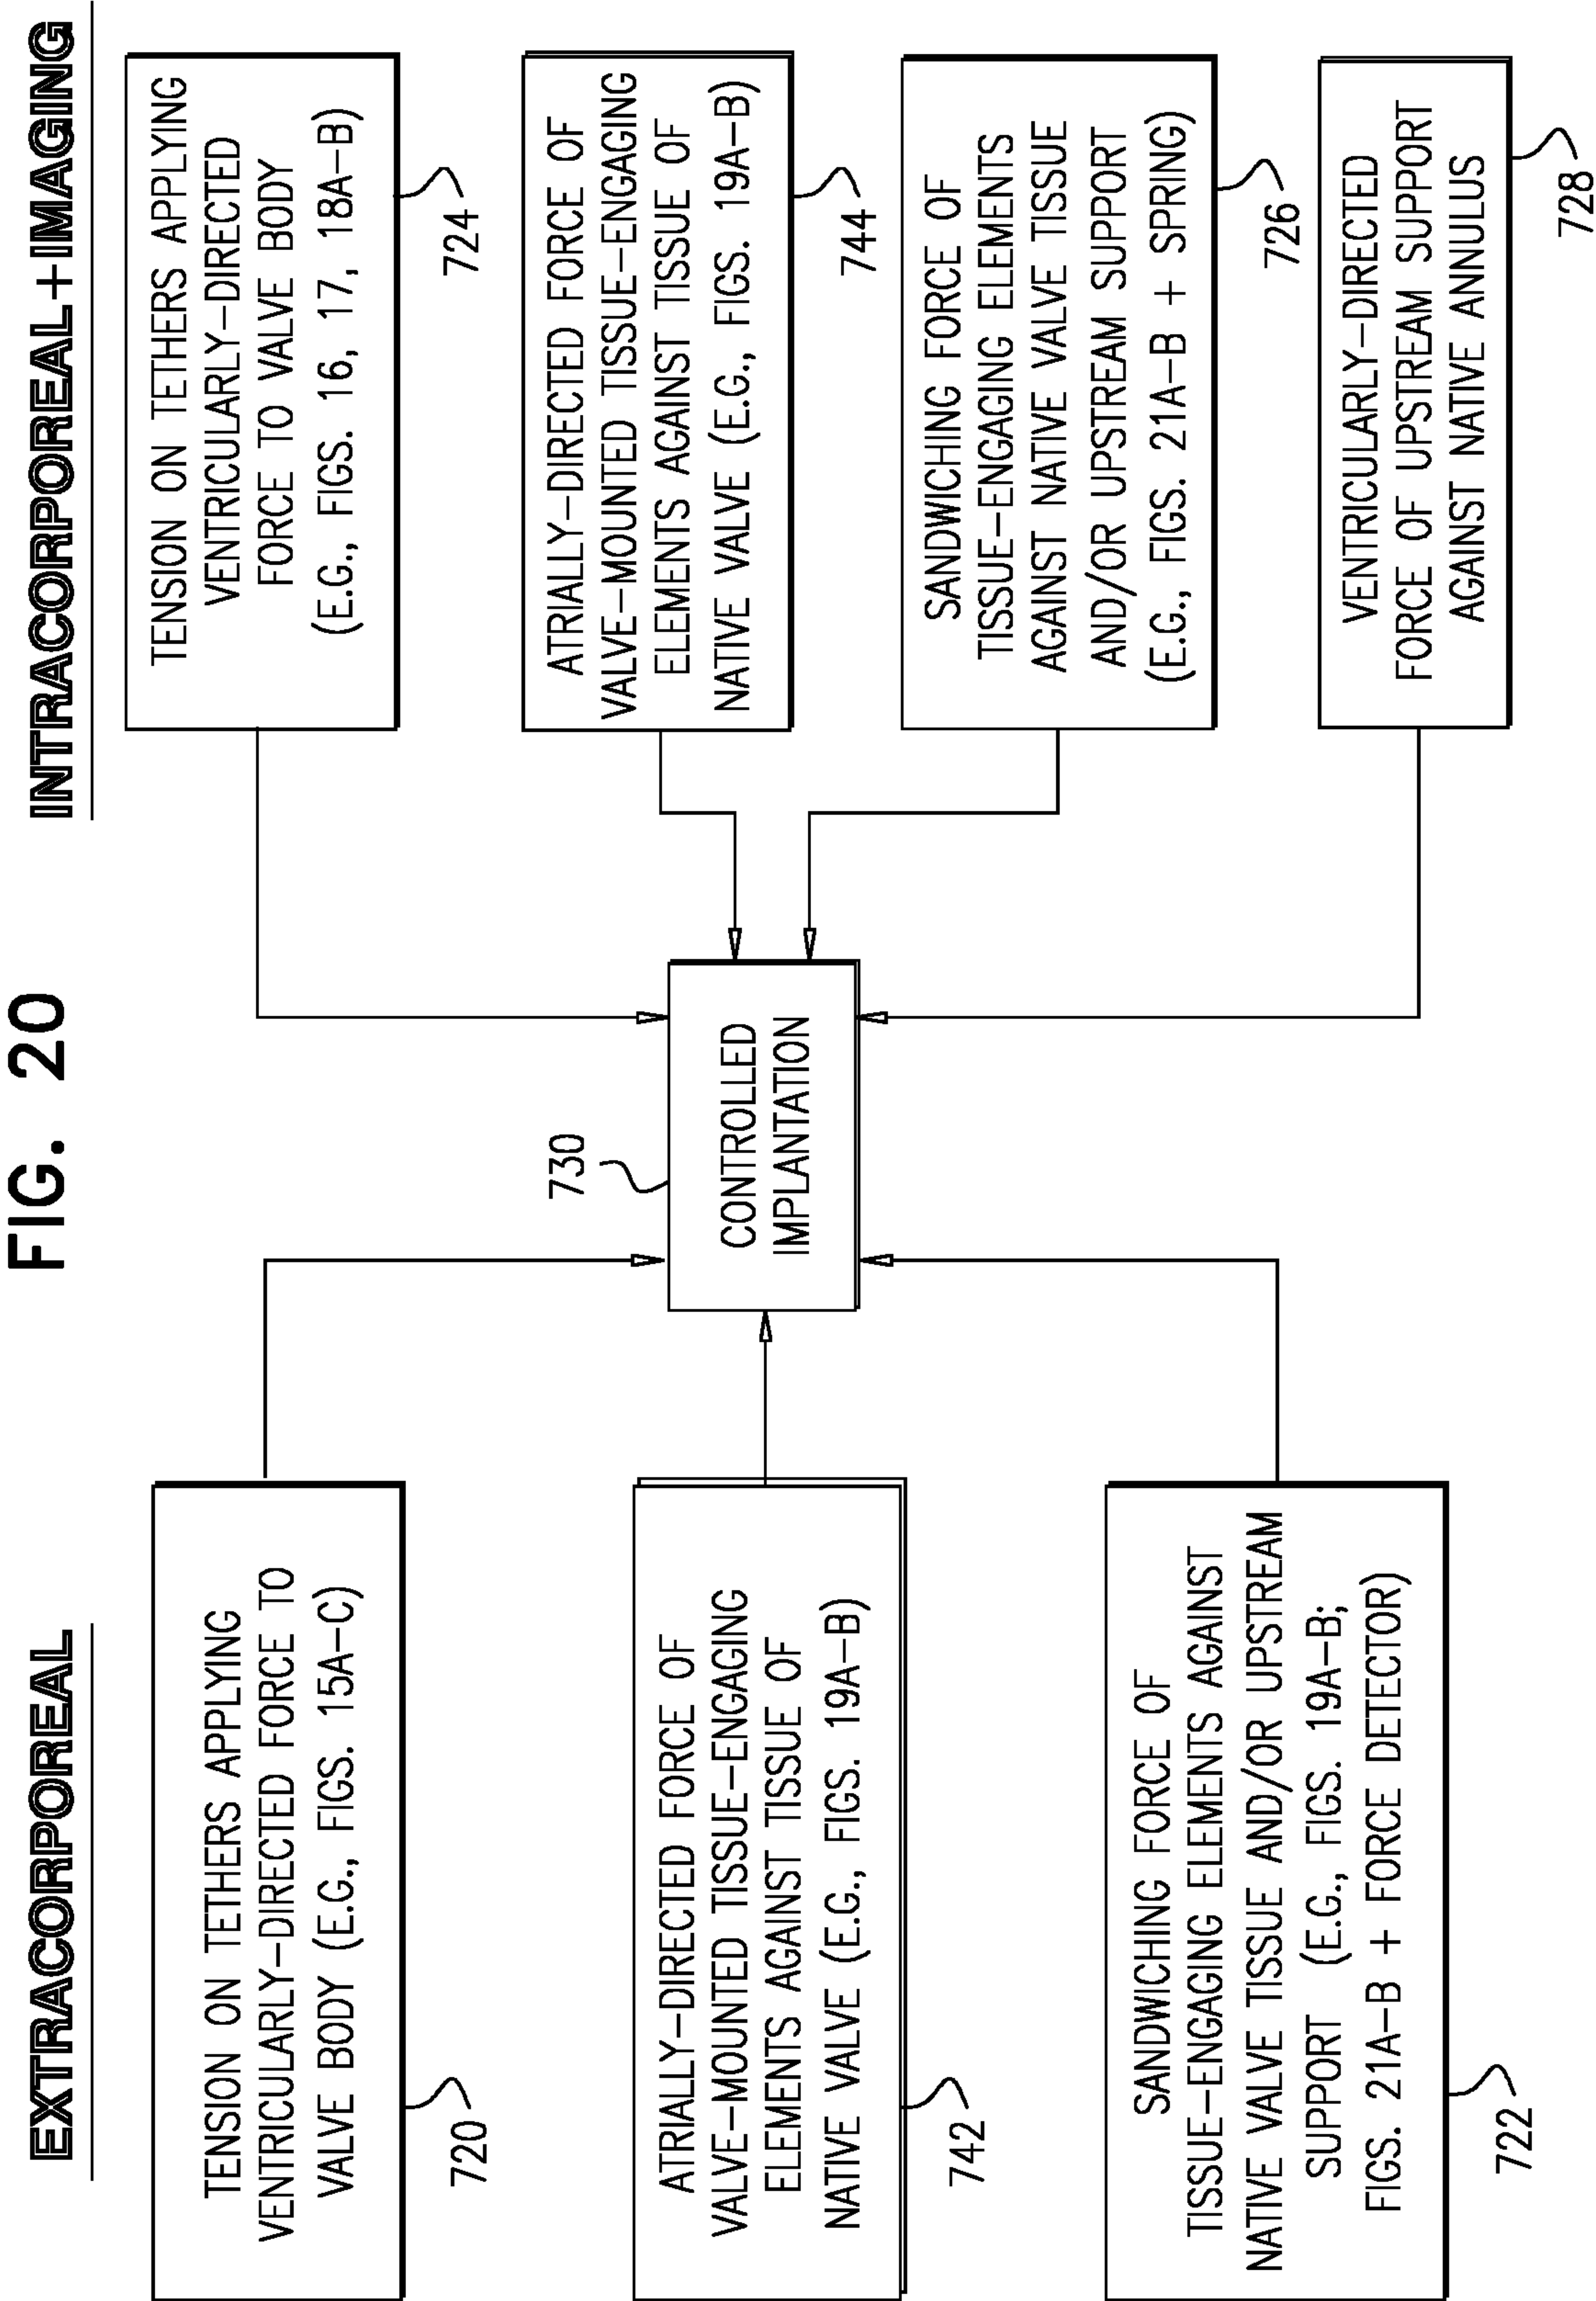 FIG. 20
EXTRACORPOREAL
TENSION ON TETHERS APPLYING
VENTRICULARLY-DIRECTED FORCE TO
VALVE BODY (E.G., FIGS. 15A-C)
720
ATRIALLY-DIRECTED FORCE OF
VALVE-MOUNTED TISSUE-ENGAGING
ELEMENTS AGAINST TISSUE OF
NATIVE VALVE (E.G., FIGS. 19A-B)
742
SANDWICHING FORCE OF
TISSUE-ENGAGING ELEMENTS AGAINST
NATIVE VALVE TISSUE AND/OR UPSTREAM
SUPPORT (E.G., FIGS. 19A-B;
FIGS. 21A-B + FORCE DETECTOR)
722
730
CONTROLLED
IMPLANTATION
INTRACORPOREAL+IMAGING
TENSION ON TETHERS APPLYING
VENTRICULARLY-DIRECTED
FORCE TO VALVE BODY
(E.G., FIGS. 16, 17, 18A-B)
724
ATRIALLY-DIRECTED FORCE OF
VALVE-MOUNTED TISSUE-ENGAGING
ELEMENTS AGAINST TISSUE OF
NATIVE VALVE (E.G., FIGS. 19A-B)
744
SANDWICHING FORCE OF
TISSUE-ENGAGING ELEMENTS
AGAINST NATIVE VALVE TISSUE
AND/OR UPSTREAM SUPPORT
(E.G., FIGS. 21A-B + SPRING)
726
VENTRICULARLY-DIRECTED
FORCE OF UPSTREAM SUPPORT
AGAINST NATIVE ANNULUS
728